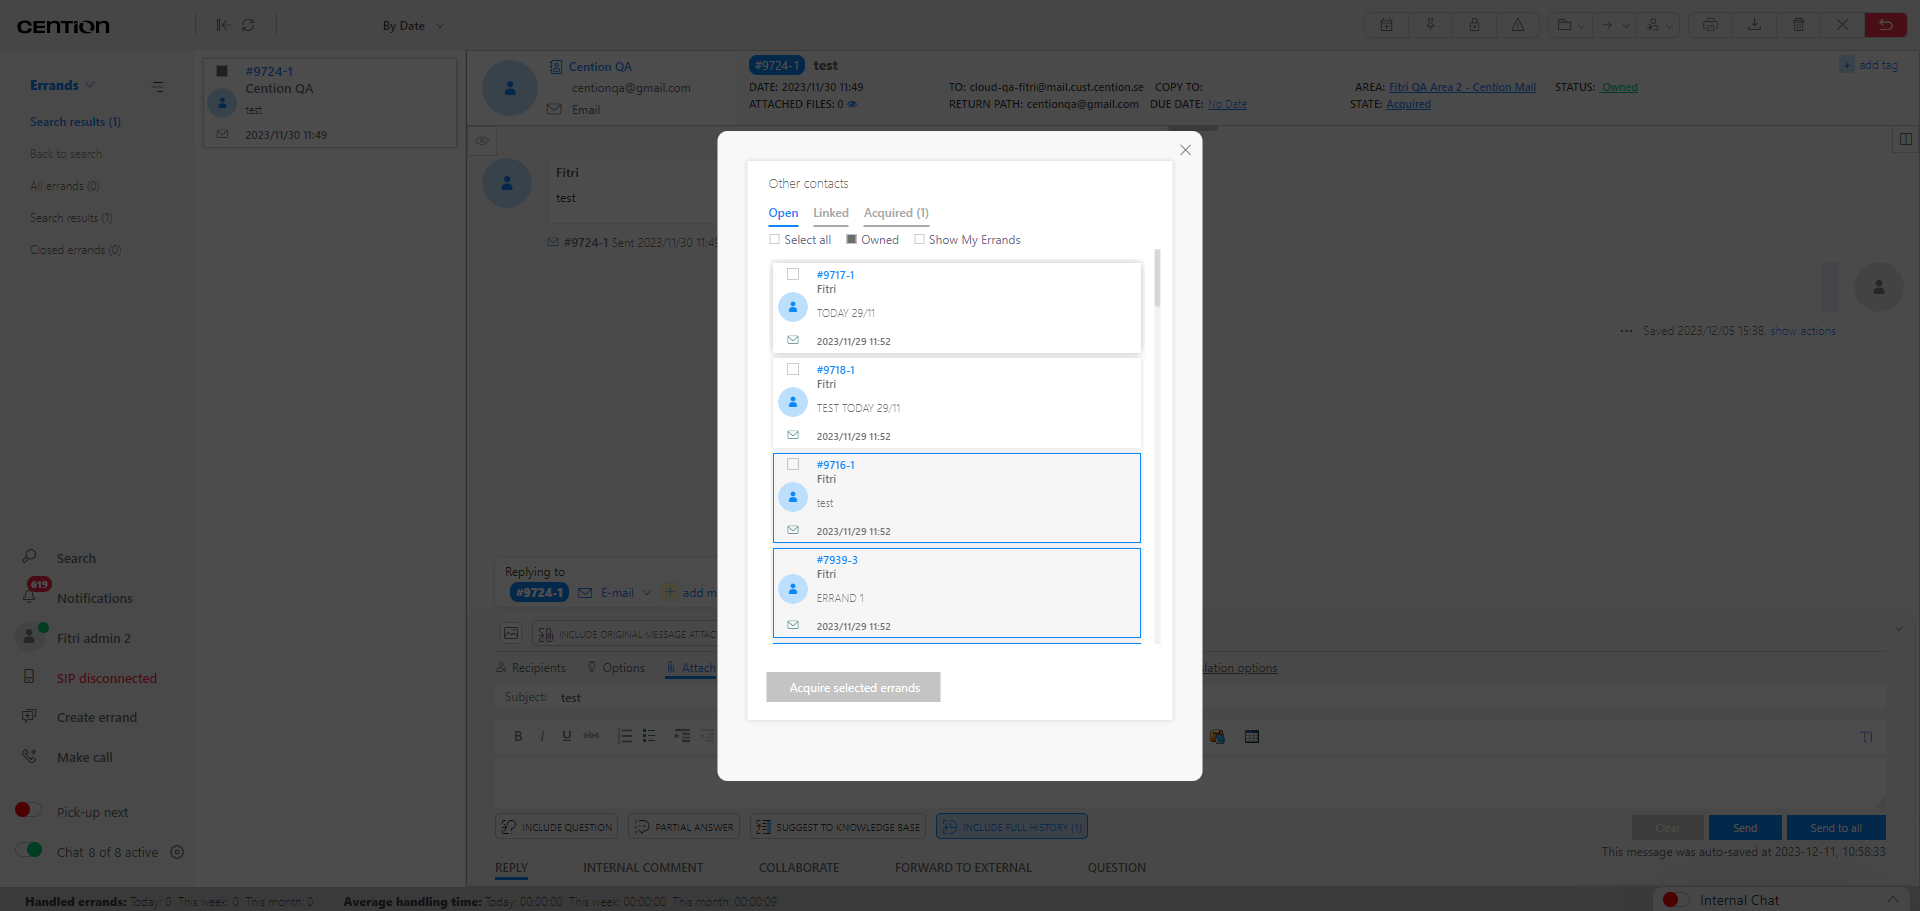 CENTION
By Date
Errands
Search results (1)
Back to search
All errands (0)
Search results (1)
Closed errands (0)
#9724-1
Cention QA
test
2023/11/30 11:49
Cention QA
centionqa@gmail.com
Email
#9724-1 test
DATE: 2023/11/30 11:49
ATTACHED FILES: 0
TO: cloud-qa-fitri@mail.cust.cention.se COPY TO:
RETURN PATH: centionqa@gmail.com DUE DATE: No Date
AREA: Fitri QA Area 2 - Cention Mail STATUS: Owned
STATE: Acquired
+ add tag
Fitri
test
#9724-1 Sent 2023/11/30 11:49
Saved 2023/12/05 15:38, show actions
Other contacts
Open Linked Acquired (1)
Select all Owned Show My Errands
#9717-1
Fitri
TODAY 29/11
2023/11/29 11:52
#9718-1
Fitri
TEST TODAY 29/11
2023/11/29 11:52
#9716-1
Fitri
test
2023/11/29 11:52
#7939-3
Fitri
ERRAND 1
2023/11/29 11:52
Acquire selected errands
Search
619
Notifications
Fitri admin 2
SIP disconnected
Create errand
Make call
Pick-up next
Chat 8 of 8 active
Replying to
#9724-1 E-mail + add m
INCLUDE ORIGINAL MESSAGE ATTAC
Recipients Options Attach
lation options
Subject: test
B I U abc
TI
INCLUDE QUESTION PARTIAL ANSWER SUGGEST TO KNOWLEDGE BASE INCLUDE FULL HISTORY (1)
Clear Send Send to all
This message was auto-saved at 2023-12-11, 10:58:33
REPLY INTERNAL COMMENT COLLABORATE FORWARD TO EXTERNAL QUESTION
Handled errands: Today: 0 This week: 0 This month: 0 Average handling time: Today: 00:00:00 This week: 00:00:00 This month: 00:00:09
Internal Chat